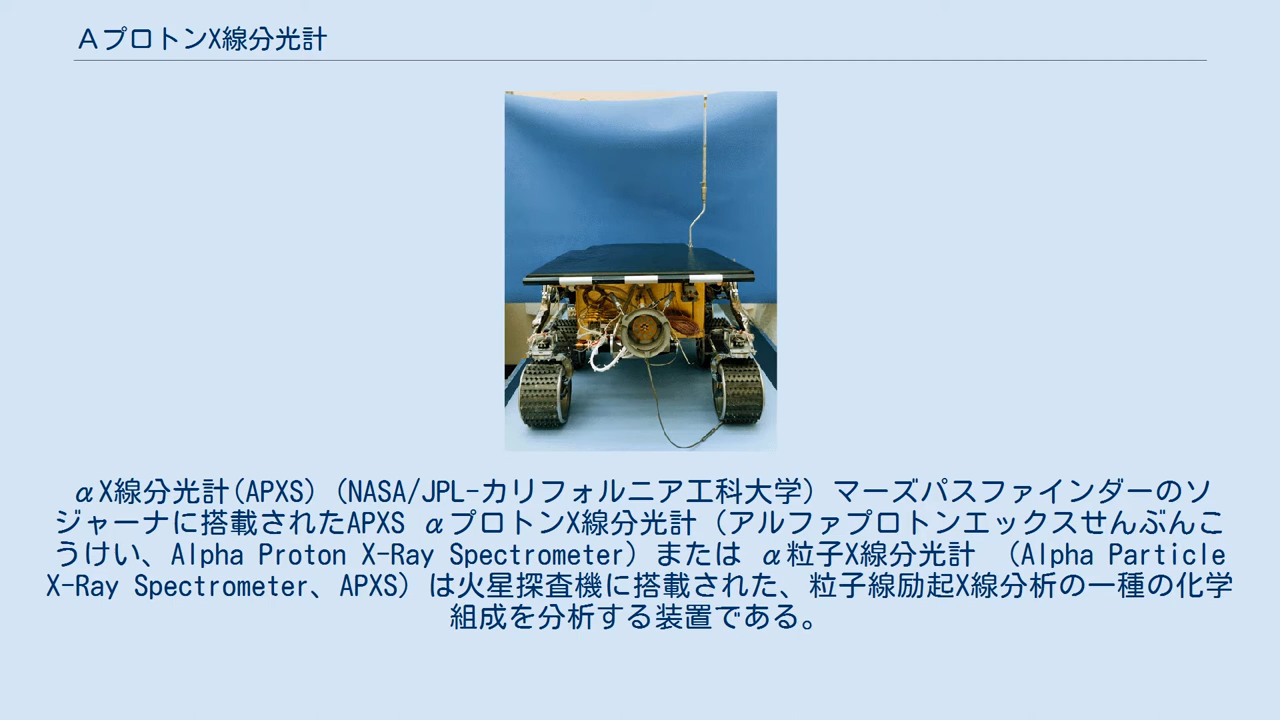 ΑプロトンX線分光計
αX線分光計(APXS) (NASA/JPL-カリフォルニア工科大学) マーズパスファインダーのソ
ジャーナに搭載されたAPXS αプロトンX線分光計 (アルファプロトンエックスせんぶんこ
うけい、Alpha Proton X-Ray Spectrometer) または α粒子X線分光計 (Alpha Particle
X-Ray Spectrometer、APXS) は火星探査機に搭載された、粒子線励起X線分析の一種の化学
組成を分析する装置である。